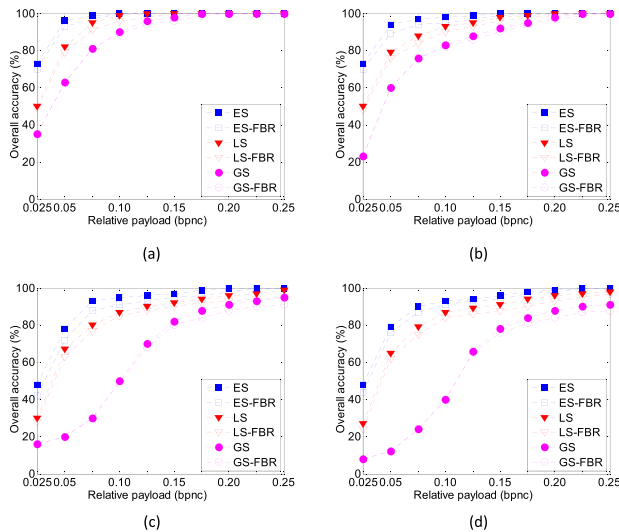 100
80
60
40
20
0
Overall accuracy (%)
ES
ES-FBR
LS
LS-FBR
GS
GS-FBR
0.025 0.05 0.10 0.15 0.20 0.25
Relative payload (bpnc)
(a)
100
80
60
40
20
0
Overall accuracy (%)
ES
ES-FBR
LS
LS-FBR
GS
GS-FBR
0.025 0.05 0.10 0.15 0.20 0.25
Relative payload (bpnc)
(b)
100
80
60
40
20
0
Overall accuracy (%)
ES
ES-FBR
LS
LS-FBR
GS
GS-FBR
0.025 0.05 0.10 0.15 0.20 0.25
Relative payload (bpnc)
(c)
100
80
60
40
20
0
Overall accuracy (%)
ES
ES-FBR
LS
LS-FBR
GS
GS-FBR
0.025 0.05 0.10 0.15 0.20 0.25
Relative payload (bpnc)
(d)